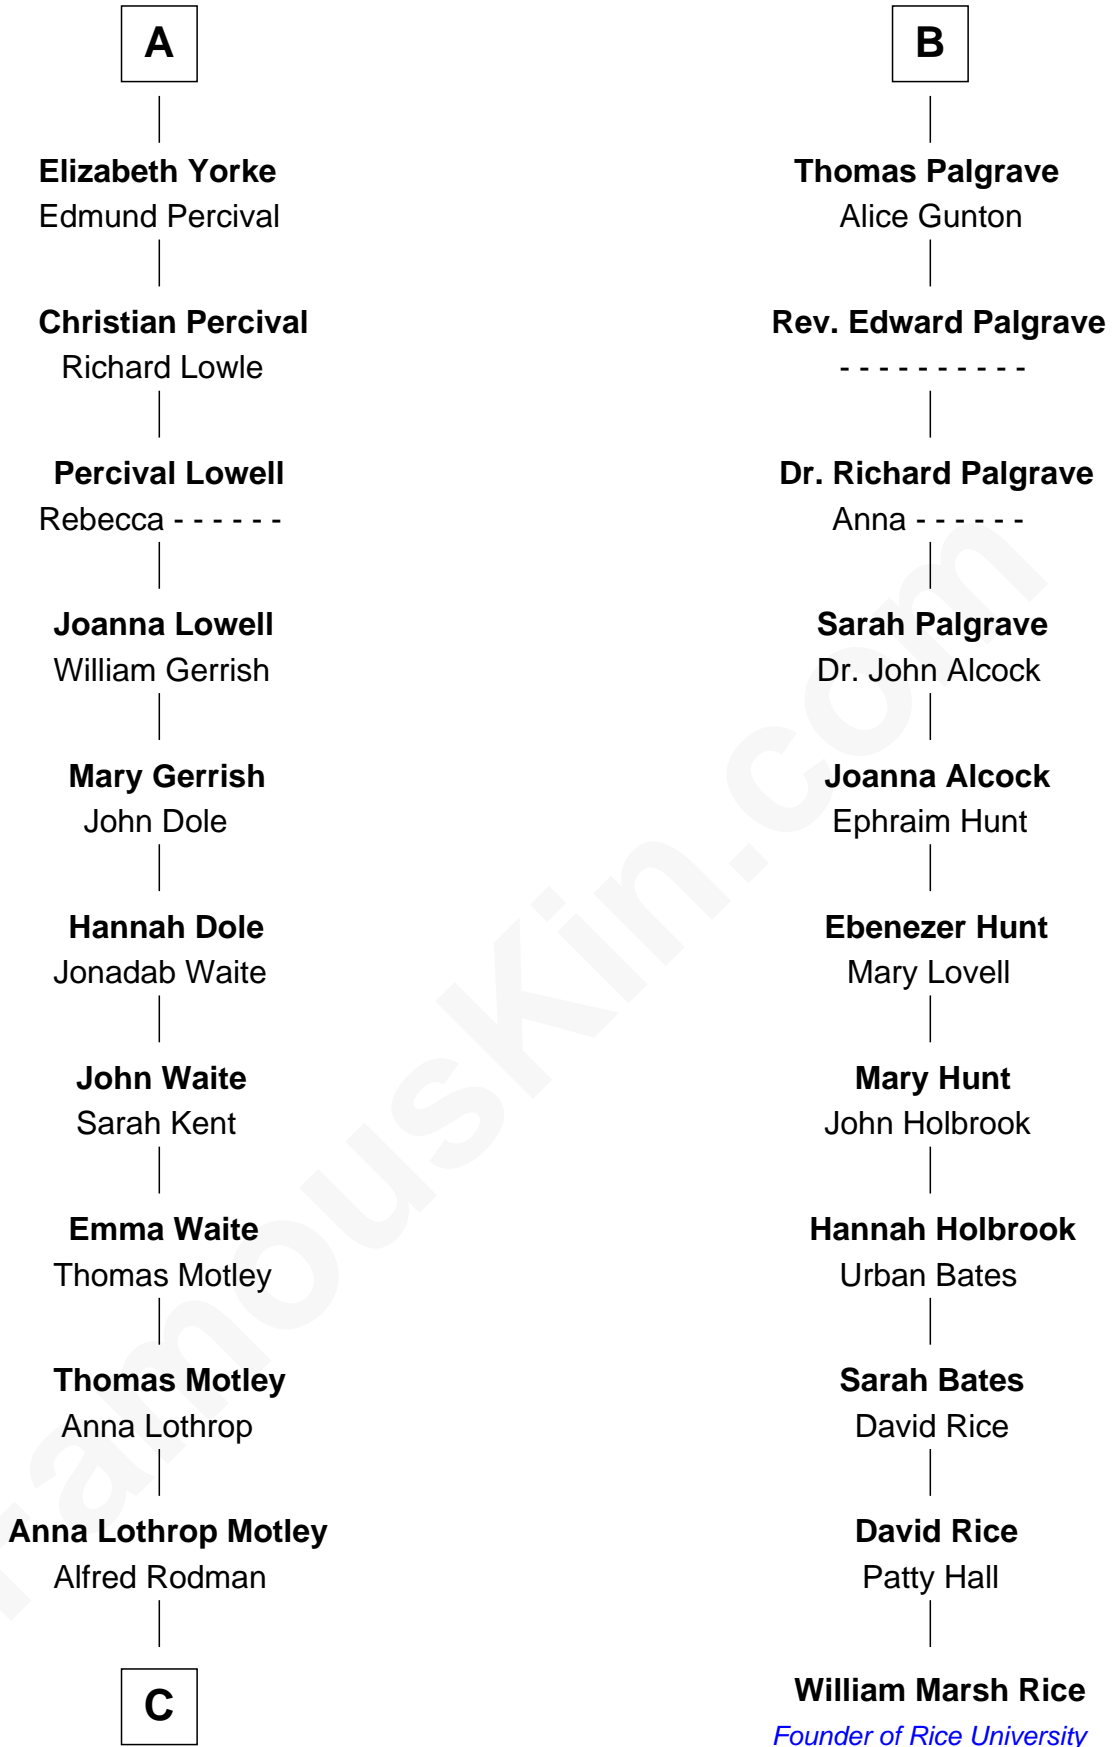 A
Elizabeth Yorke
Edmund Percival
Christian Percival
Richard Lowle
Percival Lowell
Rebecca - - - - - -
Joanna Lowell
William Gerrish
Mary Gerrish
John Dole
Hannah Dole
Jonadab Waite
John Waite
Sarah Kent
Emma Waite
Thomas Motley
Thomas Motley
Anna Lothrop
Anna Lothrop Motley
Alfred Rodman
C
B
Thomas Palgrave
Alice Gunton
Rev. Edward Palgrave
- - - - - - - - - -
Dr. Richard Palgrave
Anna - - - - - -
Sarah Palgrave
Dr. John Alcock
Joanna Alcock
Ephraim Hunt
Ebenezer Hunt
Mary Lovell
Mary Hunt
John Holbrook
Hannah Holbrook
Urban Bates
Sarah Bates
David Rice
David Rice
Patty Hall
William Marsh Rice
Founder of Rice University
FamousKin.com